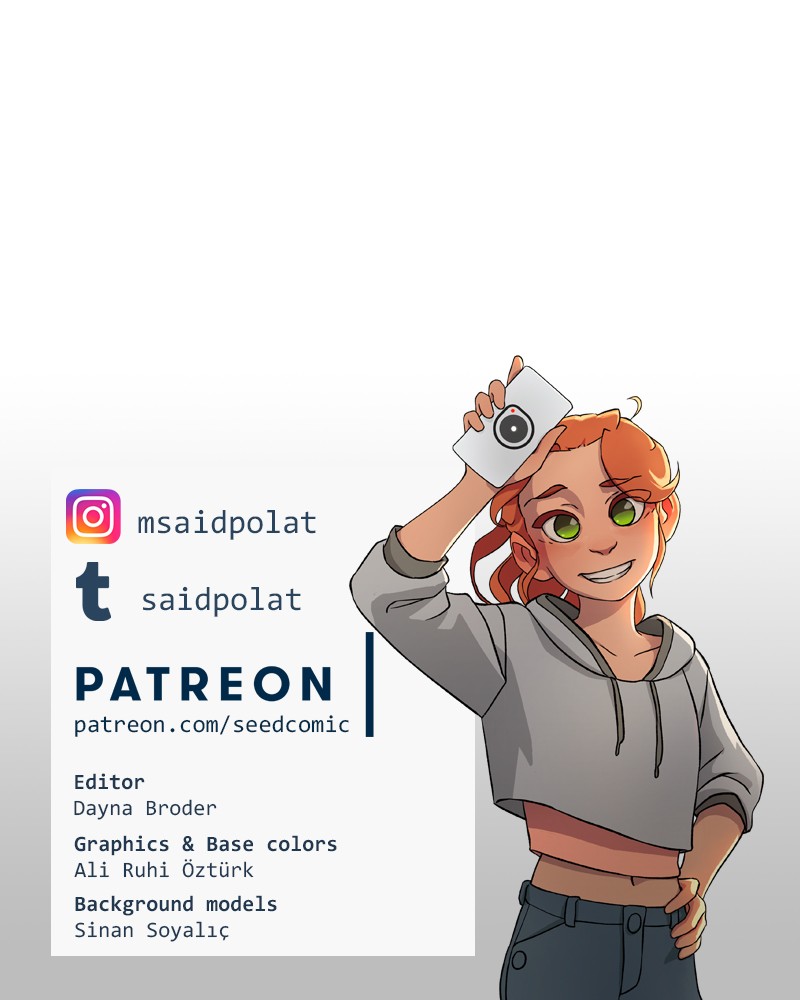 msaidpolat
t saidpolat
PATREON
patreon.com/seedcomic
Editor
Dayna Broder
Graphics & Base colors
Ali Ruhi Öztürk
Background models
Sinan Soyalıç